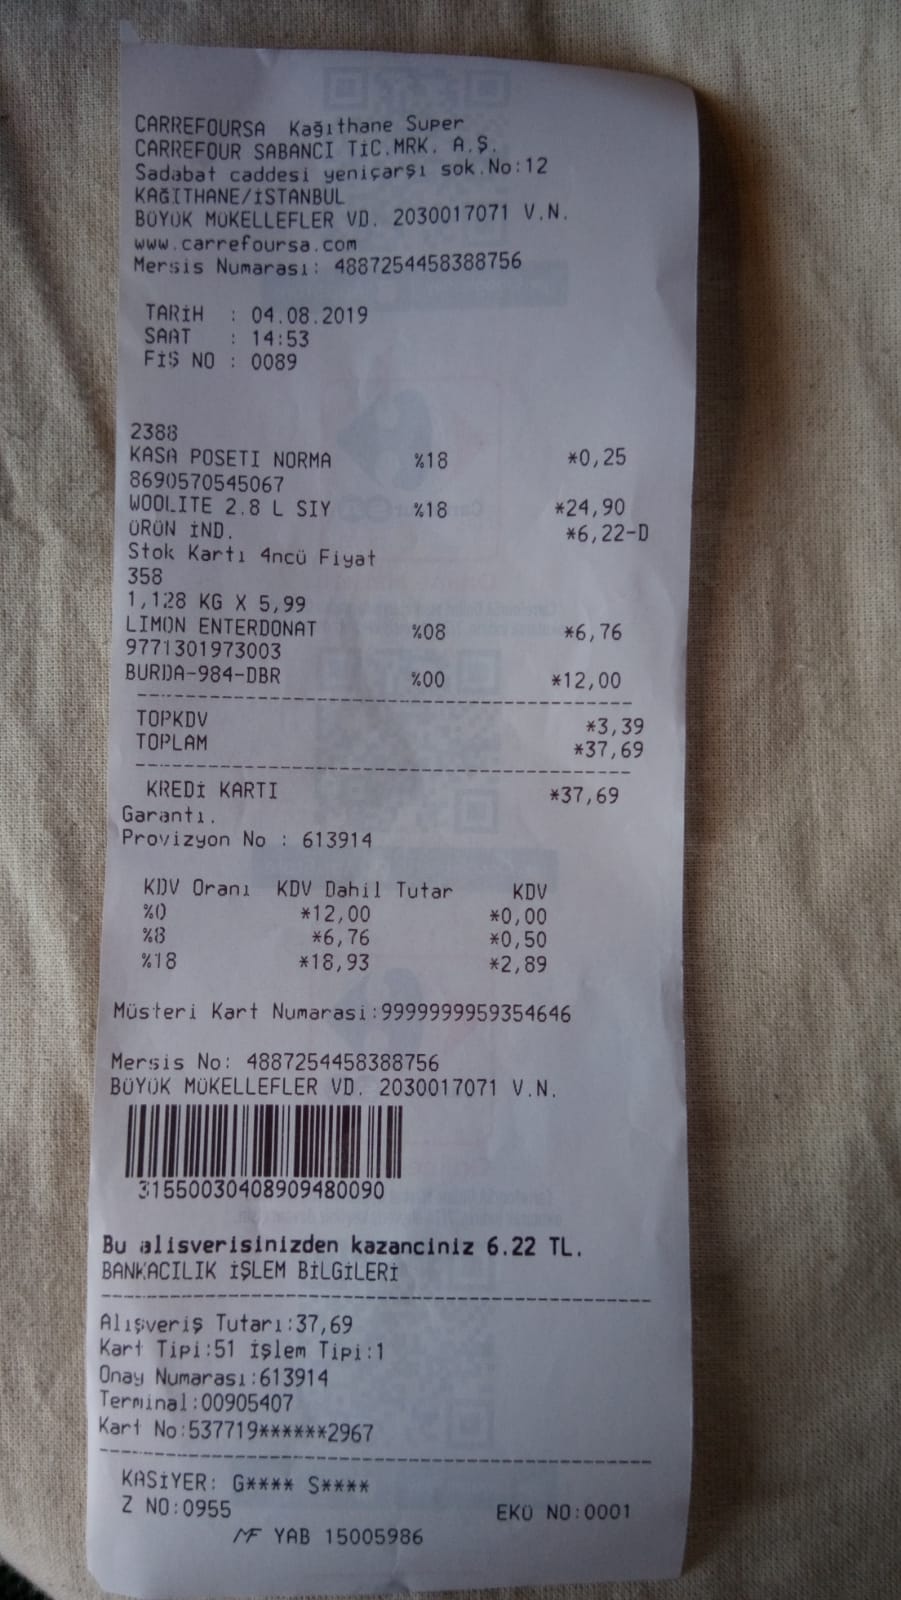 CARREFOURSA Kağıthane Super
CARREFOUR SABANCI TİC.MRK. A.Ş.
Sadabat caddesi yeniçarşı sok.No:12
KAĞITHANE/İSTANBUL
BÜYÜK MÜKELLEFLER VD. 2030017071 V.N.
www.carrefoursa.com
Mersis Numarası: 4887254458388756
TARİH : 04.08.2019
SAAT : 14:53
FİŞ NO : 0089
2388
KASA POSETI NORMA %18 *0,25
8690570545067
WOOLITE 2.8 L SIY %18 *24,90
ÜRÜN İND. *6,22-D
Stok Kartı 4ncü Fiyat
358
1,128 KG X 5,99
LIMON ENTERDONAT %08 *6,76
9771301973003
BURDA-984-DBR %00 *12,00
TOPKDV *3,39
TOPLAM *37,69
KREDİ KARTI *37,69
Garantı.
Provizyon No : 613914
KDV Oranı KDV Dahil Tutar KDV
%0 *12,00 *0,00
%8 *6,76 *0,50
%18 *18,93 *2,89
Müsteri Kart Numarasi:9999999959354646
Mersis No: 4887254458388756
BÜYÜK MÜKELLEFLER VD. 2030017071 V.N.
31550030408909480090
Bu alisverisinizden kazanciniz 6.22 TL.
BANKACILIK İŞLEM BİLGİLERİ
Alışveriş Tutarı:37,69
Kart Tipi:51 İşlem Tipi:1
Onay Numarası:613914
Terminal:00905407
Kart No:537719******2967
KASİYER: G**** S****
Z NO:0955 EKÜ NO:0001
MF YAB 15005986